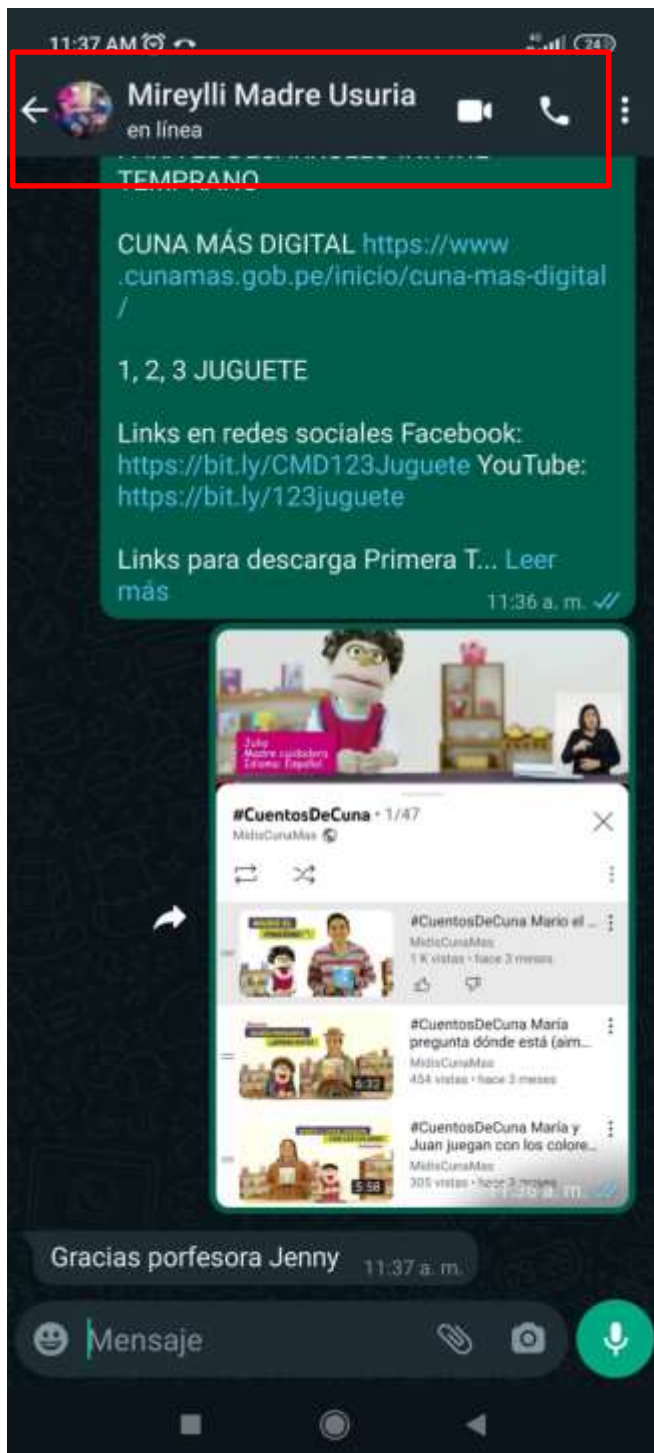 11:37 AM
4G
24
Mireylli Madre Usuria
en línea
TEMPRANO
CUNA MÁS DIGITAL https://www
.cunamas.gob.pe/inicio/cuna-mas-digital
/
1, 2, 3 JUGUETE
Links en redes sociales Facebook:
https://bit.ly/CMD123Juguete YouTube:
https://bit.ly/123juguete
Links para descarga Primera T... Leer
más
11:36 a. m.
Julia
Madre cuidadora
Idioma: Español
#CuentosDeCuna • 1/47
MidisCunaMas
#CuentosDeCuna Mario el ...
MidisCunaMas
1 K vistas • hace 3 meses
#CuentosDeCuna María
pregunta dónde está (aim...
MidisCunaMas
454 vistas • hace 3 meses
5:32
#CuentosDeCuna María y
Juan juegan con los colore...
MidisCunaMas
305 vistas • hace 3 meses
5:58
11:36 a. m.
Gracias porfesora Jenny
11:37 a. m.
Mensaje